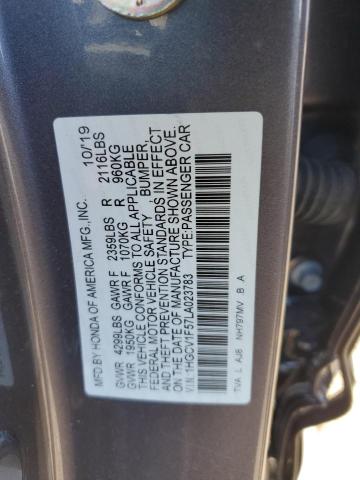 MFD.BY HONDA OF AMERICA MFG.,INC. 10/'19
GVWR 4299LBS GAWR F 2359LBS R 2116LBS
GVWR 1950KG GAWR F 1070KG R 960KG
THIS VEHICLE CONFORMS TO ALL APPLICABLE
FEDERAL MOTOR VEHICLE SAFETY, BUMPER,
AND THEFT PREVENTION STANDARDS IN EFFECT
ON THE DATE OF MANUFACTURE SHOWN ABOVE.
V.I.N: 1HGCV1F57LA023783 TYPE:PASSENGER CAR
TVA L AJ8 NH797MV B A